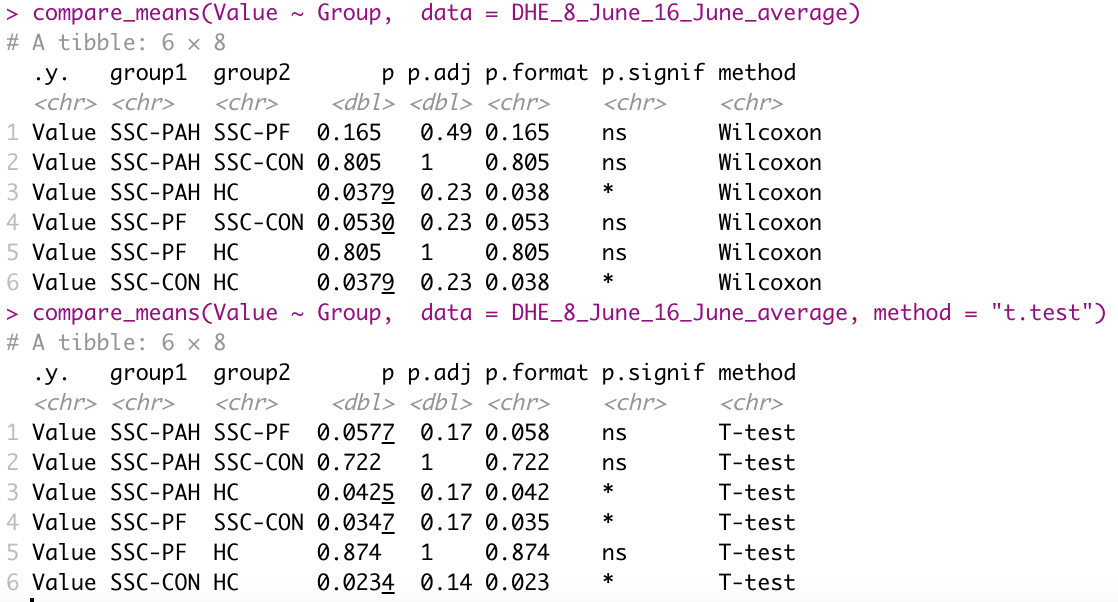 > compare_means(Value ~ Group,  data = DHE_8_June_16_June_average)
# A tibble: 6 × 8
  .y.   group1  group2       p p.adj p.format p.signif method
  <chr> <chr>   <chr>    <dbl> <dbl> <chr>    <chr>    <chr>
1 Value SSC-PAH SSC-PF  0.165   0.49 0.165    ns       Wilcoxon
2 Value SSC-PAH SSC-CON 0.805   1    0.805    ns       Wilcoxon
3 Value SSC-PAH HC      0.0379  0.23 0.038    *        Wilcoxon
4 Value SSC-PF  SSC-CON 0.0530  0.23 0.053    ns       Wilcoxon
5 Value SSC-PF  HC      0.805   1    0.805    ns       Wilcoxon
6 Value SSC-CON HC      0.0379  0.23 0.038    *        Wilcoxon
> compare_means(Value ~ Group,  data = DHE_8_June_16_June_average, method = "t.test")
# A tibble: 6 × 8
  .y.   group1  group2       p p.adj p.format p.signif method
  <chr> <chr>   <chr>    <dbl> <dbl> <chr>    <chr>    <chr>
1 Value SSC-PAH SSC-PF  0.0577  0.17 0.058    ns       T-test
2 Value SSC-PAH SSC-CON 0.722   1    0.722    ns       T-test
3 Value SSC-PAH HC      0.0425  0.17 0.042    *        T-test
4 Value SSC-PF  SSC-CON 0.0347  0.17 0.035    *        T-test
5 Value SSC-PF  HC      0.874   1    0.874    ns       T-test
6 Value SSC-CON HC      0.0234  0.14 0.023    *        T-test